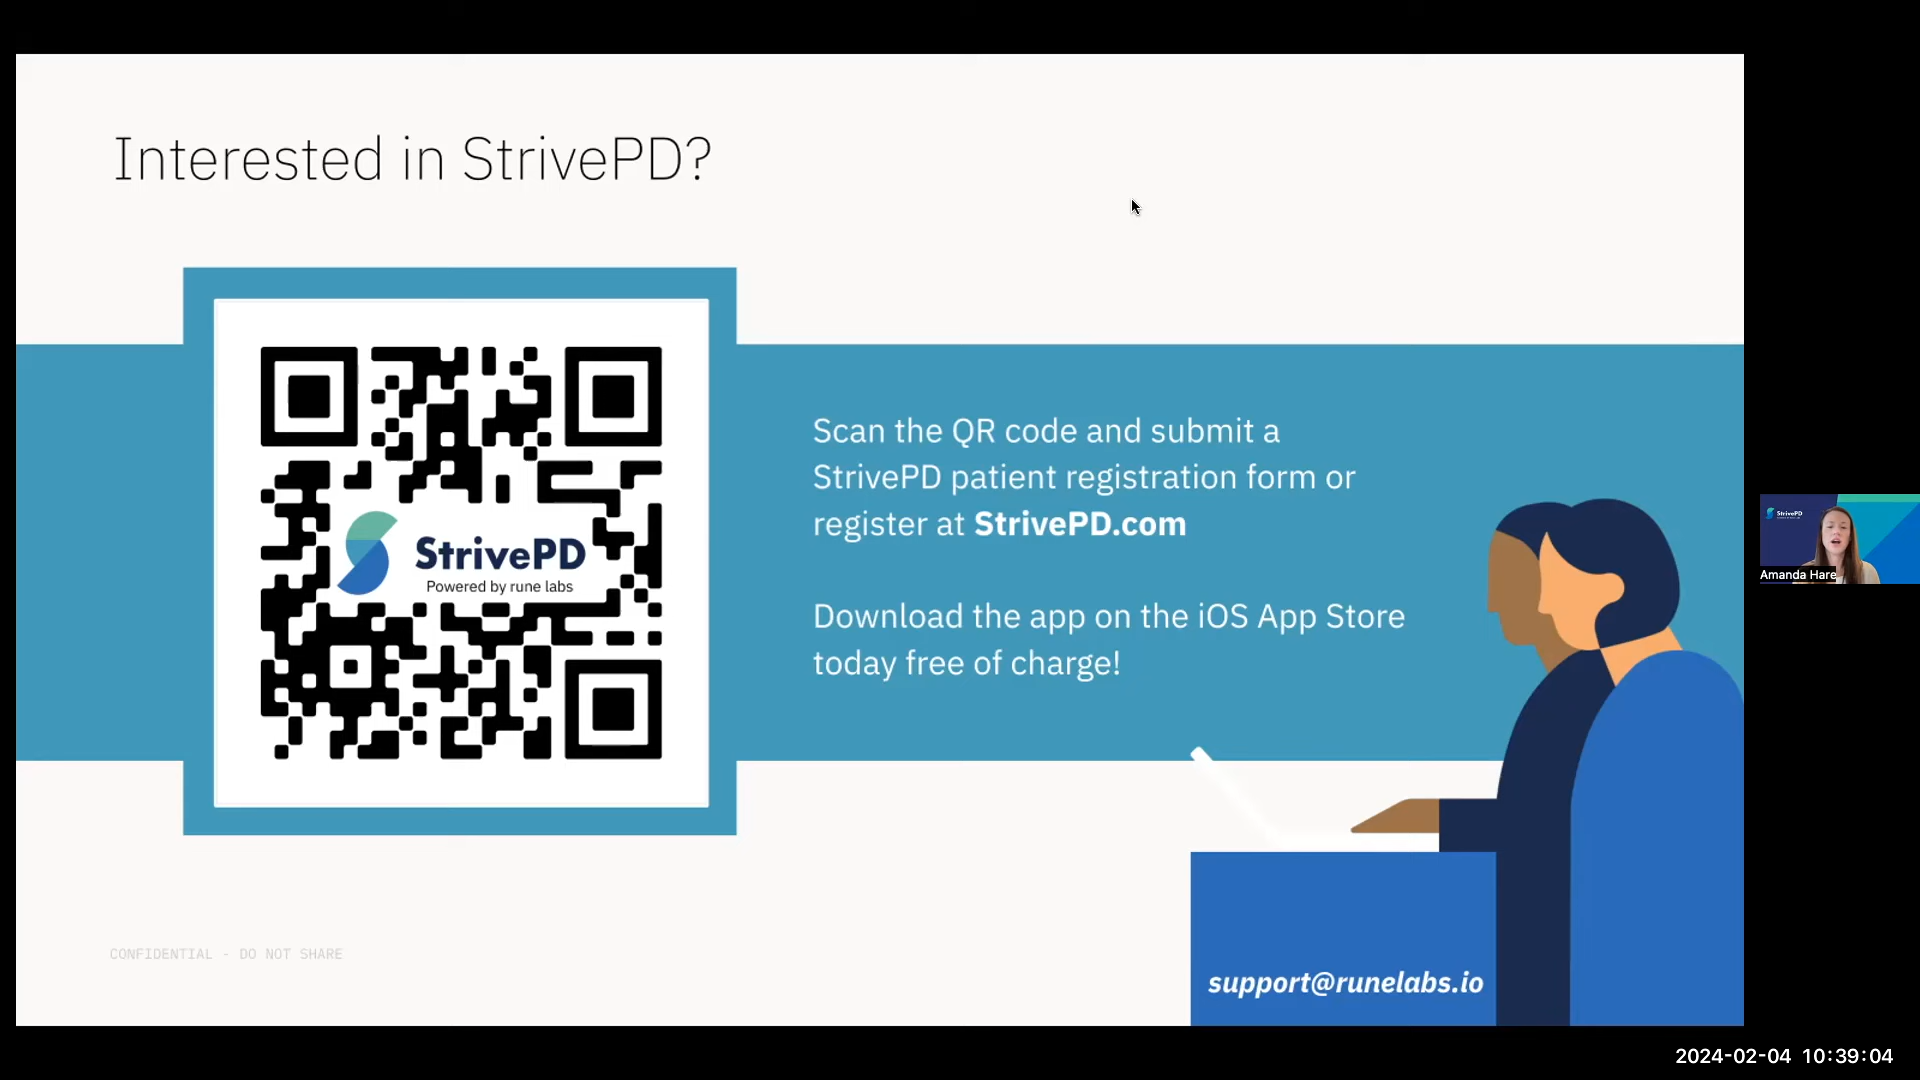 Interested in StrivePD?
StrivePD
Powered by rune labs
Scan the QR code and submit a
StrivePD patient registration form or
register at StrivePD.com
Download the app on the iOS App Store
today free of charge!
StrivePD
Amanda Hare
CONFIDENTIAL - DO NOT SHARE
support@runelabs.io
2024-02-04 10:39:04